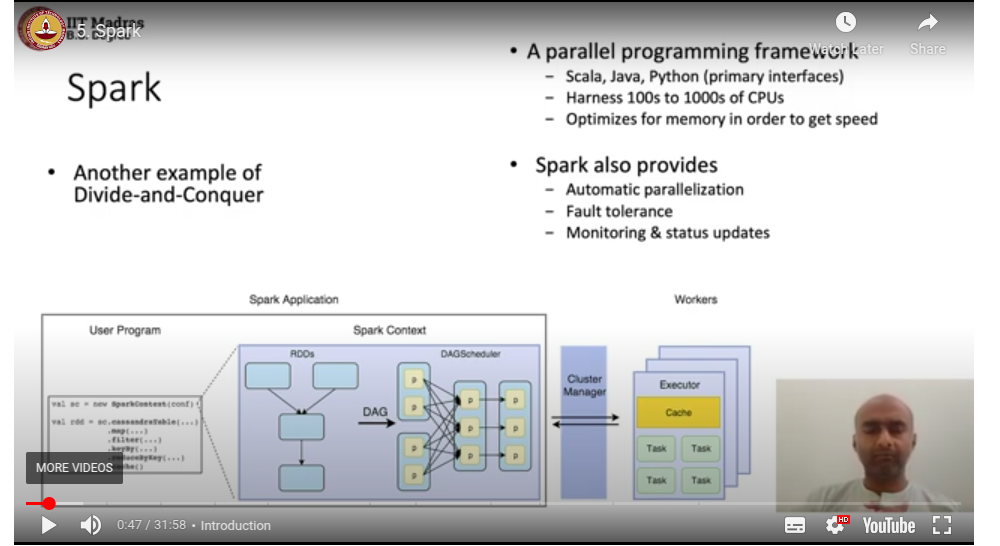 IIT Madras
B.S. Degree
5. Spark
Watch Later
Share
Spark
• Another example of
Divide-and-Conquer
• A parallel programming framework
– Scala, Java, Python (primary interfaces)
– Harness 100s to 1000s of CPUs
– Optimizes for memory in order to get speed
• Spark also provides
– Automatic parallelization
– Fault tolerance
– Monitoring & status updates
Spark Application
Workers
User Program
Spark Context
RDDs
DAGScheduler
val sc = new SparkContext(conf)
val rdd = sc.cassandraTable(...)
.map(...)
.filter(...)
.keyBy(...)
.reduceByKey(...)
.cache()
DAG
p
p
p
p
p
p
p
p
p
p
Cluster
Manager
Executor
Cache
Task Task
Task Task
MORE VIDEOS
0:47 / 31:58 • Introduction
HD
YouTube